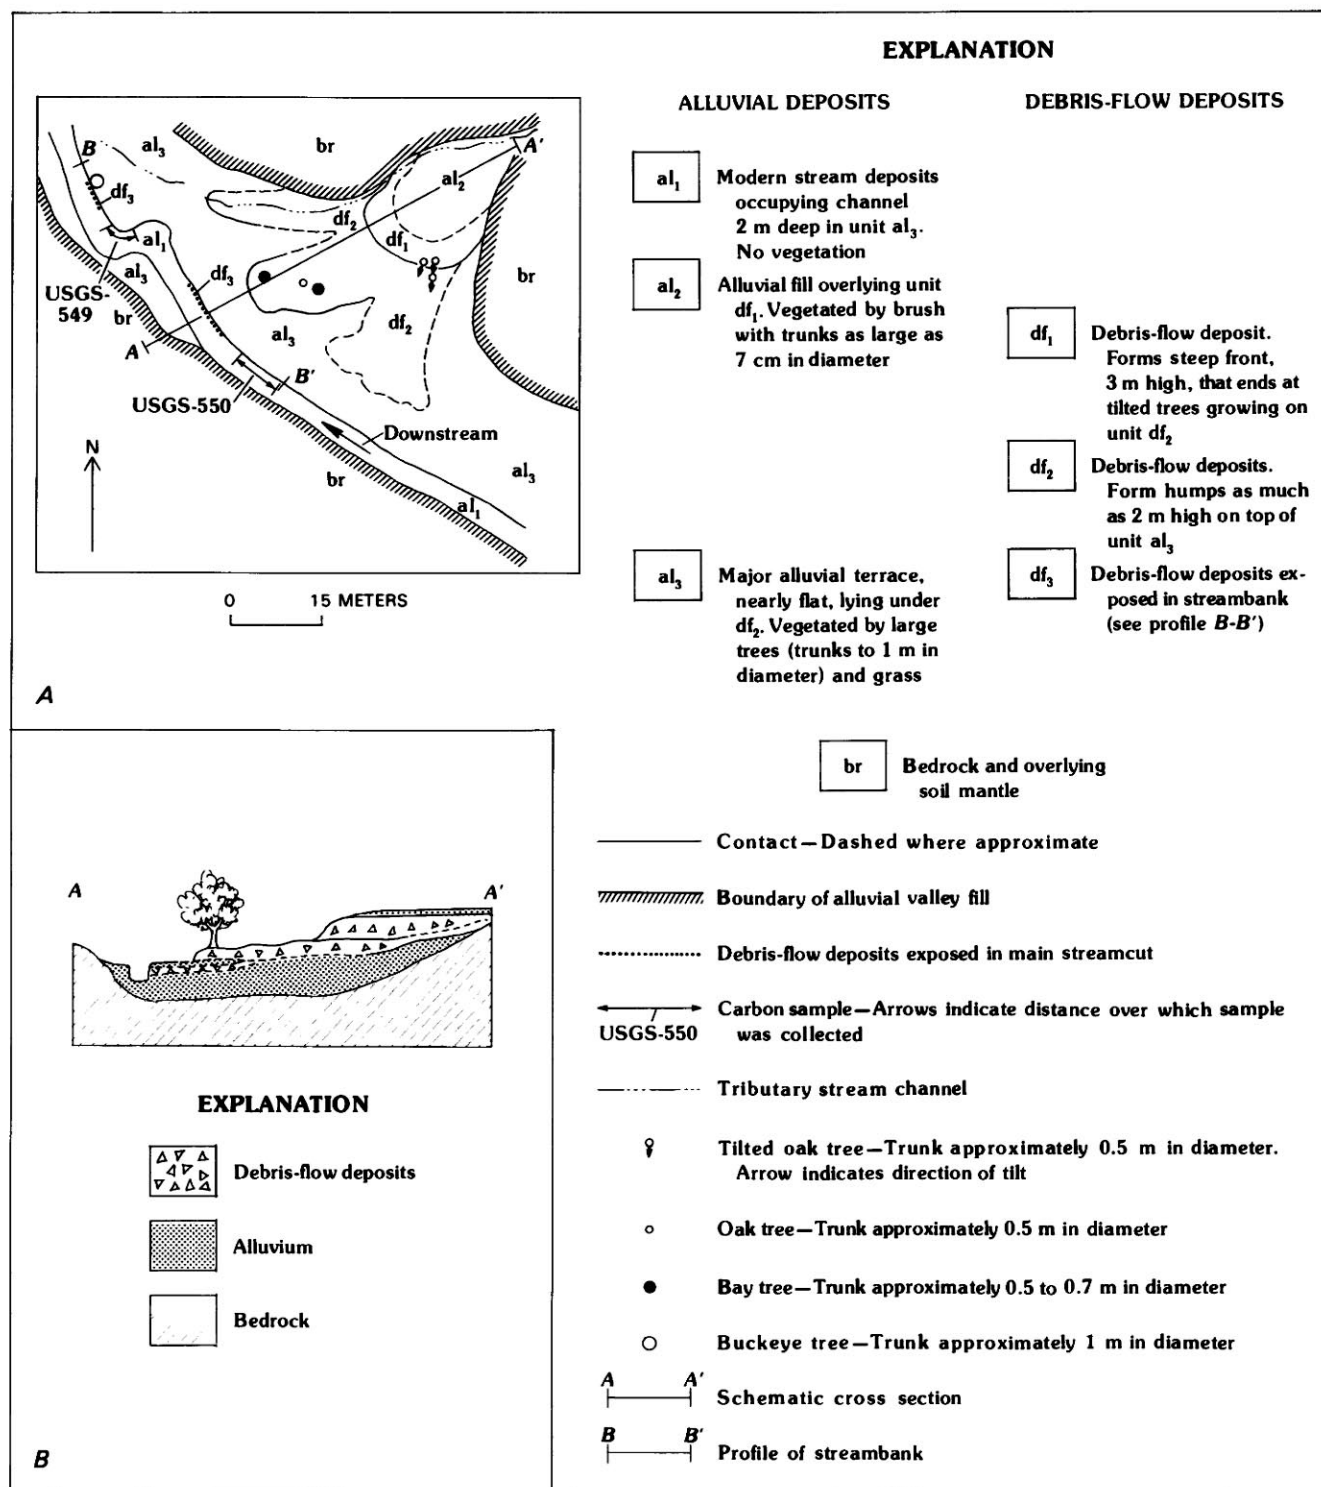 EXPLANATION
ALLUVIAL DEPOSITS
DEBRIS-FLOW DEPOSITS
B
al₃
br
A'
al₂
df₃
df₂
al₁
df₁
br
al₃
df₃
USGS-
549
br
df₂
al₃
A
B'
USGS-550
Downstream
N
br
al₃
al₁
0 15 METERS
A
al₁ Modern stream deposits
occupying channel
2 m deep in unit al₃.
No vegetation
al₂ Alluvial fill overlying unit
df₁. Vegetated by brush
with trunks as large as
7 cm in diameter
al₃ Major alluvial terrace,
nearly flat, lying under
df₂. Vegetated by large
trees (trunks to 1 m in
diameter) and grass
df₁ Debris-flow deposit.
Forms steep front,
3 m high, that ends at
tilted trees growing on
unit df₂
df₂ Debris-flow deposits.
Form humps as much
as 2 m high on top of
unit al₃
df₃ Debris-flow deposits ex-
posed in streambank
(see profile B-B')
br Bedrock and overlying
soil mantle
Contact—Dashed where approximate
Boundary of alluvial valley fill
Debris-flow deposits exposed in main streamcut
Carbon sample—Arrows indicate distance over which sample
USGS-550 was collected
Tributary stream channel
Tilted oak tree—Trunk approximately 0.5 m in diameter.
Arrow indicates direction of tilt
Oak tree—Trunk approximately 0.5 m in diameter
Bay tree—Trunk approximately 0.5 to 0.7 m in diameter
Buckeye tree—Trunk approximately 1 m in diameter
A A' Schematic cross section
B B' Profile of streambank
A A'
EXPLANATION
Debris-flow deposits
Alluvium
Bedrock
B